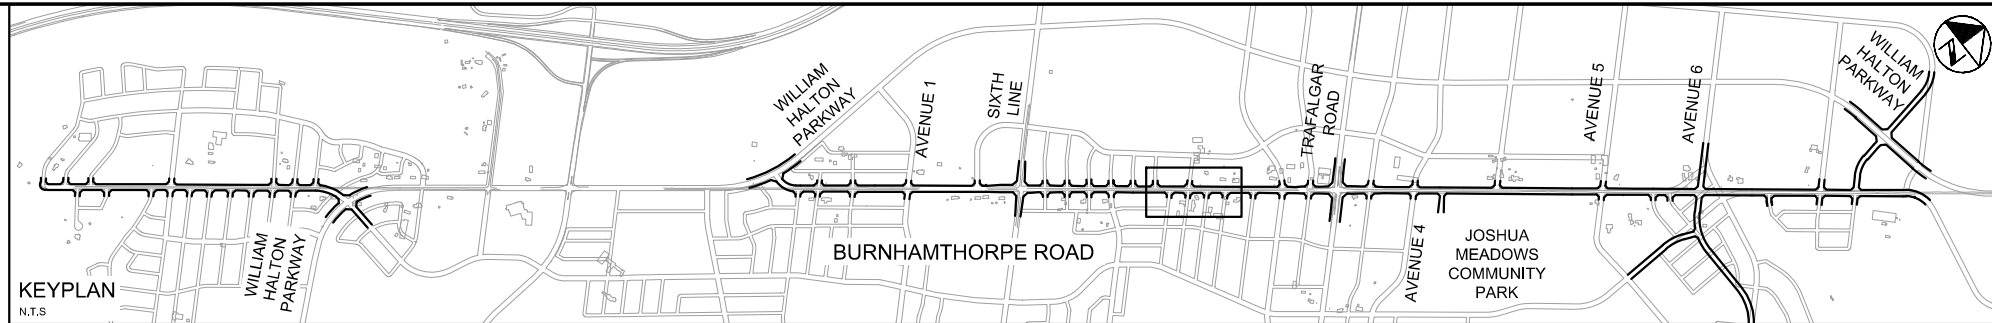 KEYPLAN
N.T.S
WILLIAM
HALTON
PARKWAY
WILLIAM
HALTON
PARKWAY
AVENUE 1
SIXTH
LINE
BURNHAMTHORPE ROAD
TRAFALGAR
ROAD
AVENUE 4
JOSHUA
MEADOWS
COMMUNITY
PARK
AVENUE 5
AVENUE 6
WILLIAM
HALTON
PARKWAY
N